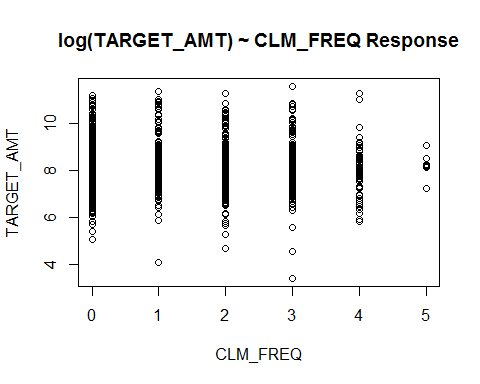 log(TARGET_AMT) ~ CLM_FREQ Response
TARGET_AMT
10
8
6
4
0 1 2 3 4 5
CLM_FREQ